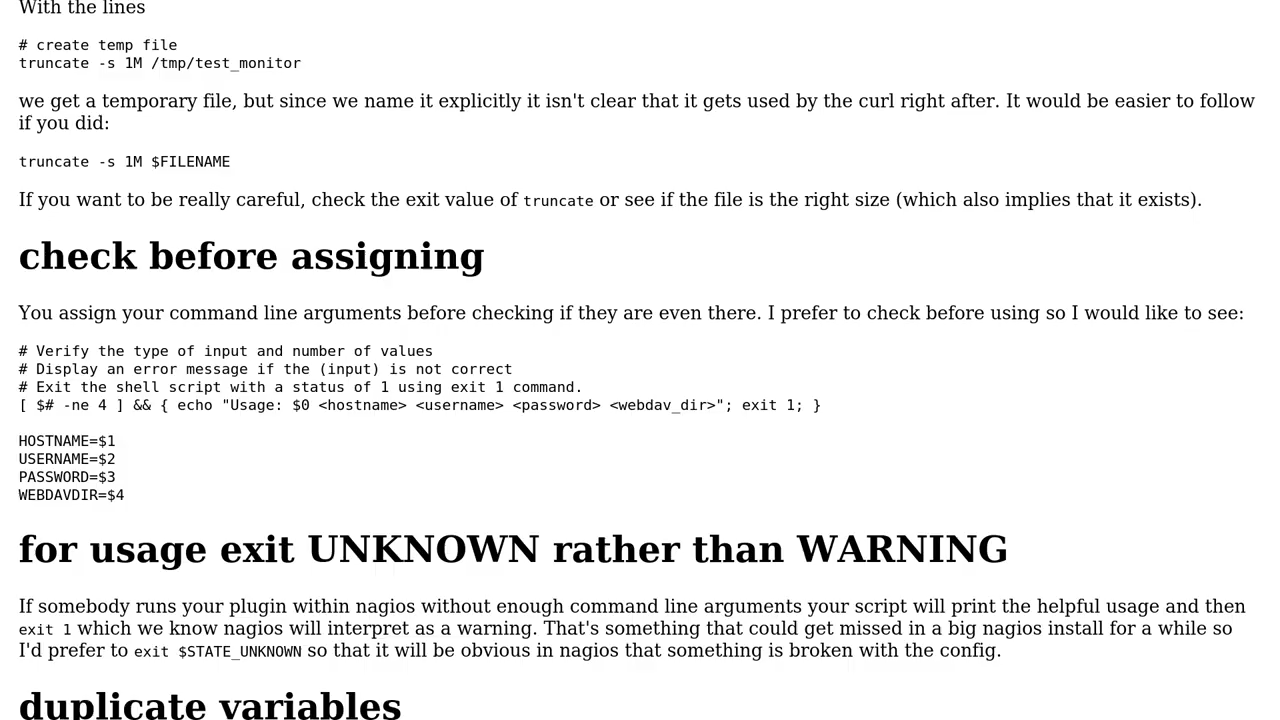 With the lines
# create temp file
truncate -s 1M /tmp/test_monitor
we get a temporary file, but since we name it explicitly it isn't clear that it gets used by the curl right after. It would be easier to follow
if you did:
truncate -s 1M $FILENAME
If you want to be really careful, check the exit value of truncate or see if the file is the right size (which also implies that it exists).
check before assigning
You assign your command line arguments before checking if they are even there. I prefer to check before using so I would like to see:
# Verify the type of input and number of values
# Display an error message if the (input) is not correct
# Exit the shell script with a status of 1 using exit 1 command.
[ $# -ne 4 ] && { echo "Usage: $0 <hostname> <username> <password> <webdav_dir>"; exit 1; }
HOSTNAME=$1
USERNAME=$2
PASSWORD=$3
WEBDAVDIR=$4
for usage exit UNKNOWN rather than WARNING
If somebody runs your plugin within nagios without enough command line arguments your script will print the helpful usage and then
exit 1 which we know nagios will interpret as a warning. That's something that could get missed in a big nagios install for a while so
I'd prefer to exit $STATE_UNKNOWN so that it will be obvious in nagios that something is broken with the config.
duplicate variables